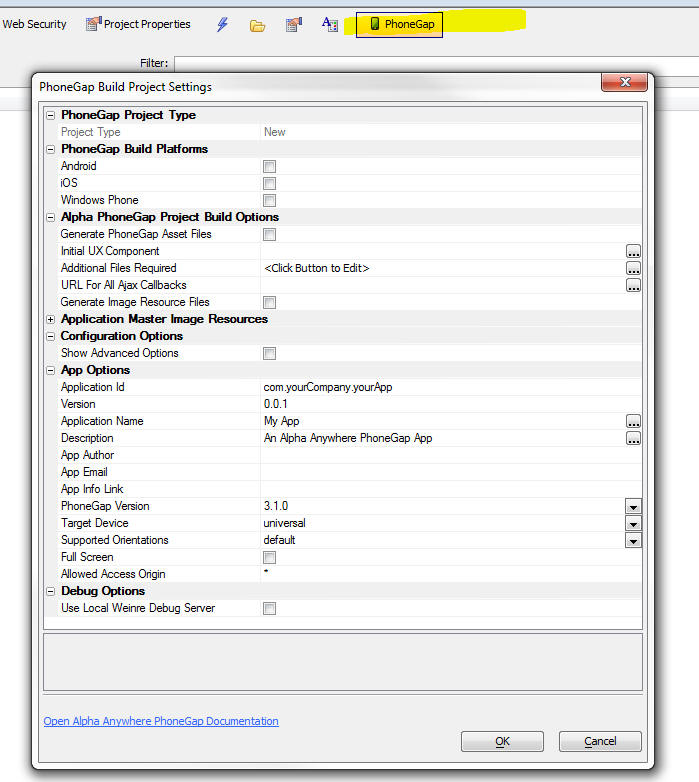 Web Security Project Properties PhoneGap
Filter:
PhoneGap Build Project Settings
PhoneGap Project Type
Project Type New
PhoneGap Build Platforms
Android
iOS
Windows Phone
Alpha PhoneGap Project Build Options
Generate PhoneGap Asset Files
Initial UX Component ...
Additional Files Required <Click Button to Edit> ...
URL For All Ajax Callbacks ...
Generate Image Resource Files
Application Master Image Resources
Configuration Options
Show Advanced Options
App Options
Application Id com.yourCompany.yourApp
Version 0.0.1
Application Name My App ...
Description An Alpha Anywhere PhoneGap App ...
App Author
App Email
App Info Link
PhoneGap Version 3.1.0
Target Device universal
Supported Orientations default
Full Screen
Allowed Access Origin *
Debug Options
Use Local Weinre Debug Server
Open Alpha Anywhere PhoneGap Documentation
OK Cancel